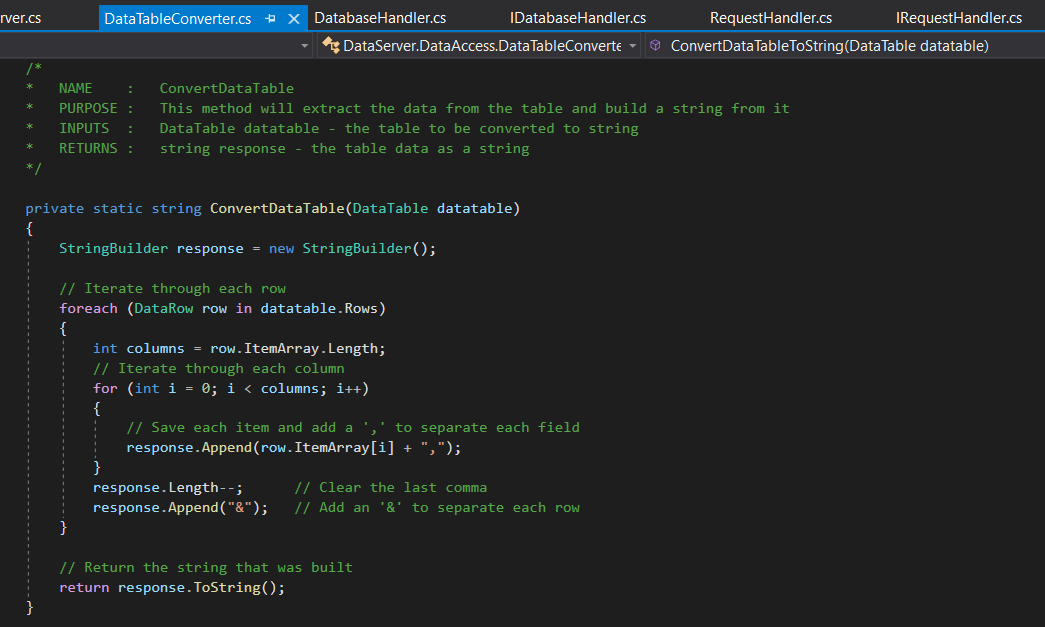 rver.cs DataTableConverter.cs DatabaseHandler.cs IDatabaseHandler.cs RequestHandler.cs IRequestHandler.cs
DataServer.DataAccess.DataTableConverte ConvertDataTableToString(DataTable datatable)
/*
* NAME : ConvertDataTable
* PURPOSE : This method will extract the data from the table and build a string from it
* INPUTS : DataTable datatable - the table to be converted to string
* RETURNS : string response - the table data as a string
*/
private static string ConvertDataTable(DataTable datatable)
{
StringBuilder response = new StringBuilder();
// Iterate through each row
foreach (DataRow row in datatable.Rows)
{
int columns = row.ItemArray.Length;
// Iterate through each column
for (int i = 0; i < columns; i++)
{
// Save each item and add a ',' to separate each field
response.Append(row.ItemArray[i] + ",");
}
response.Length--; // Clear the last comma
response.Append("&"); // Add an '&' to separate each row
}
// Return the string that was built
return response.ToString();
}